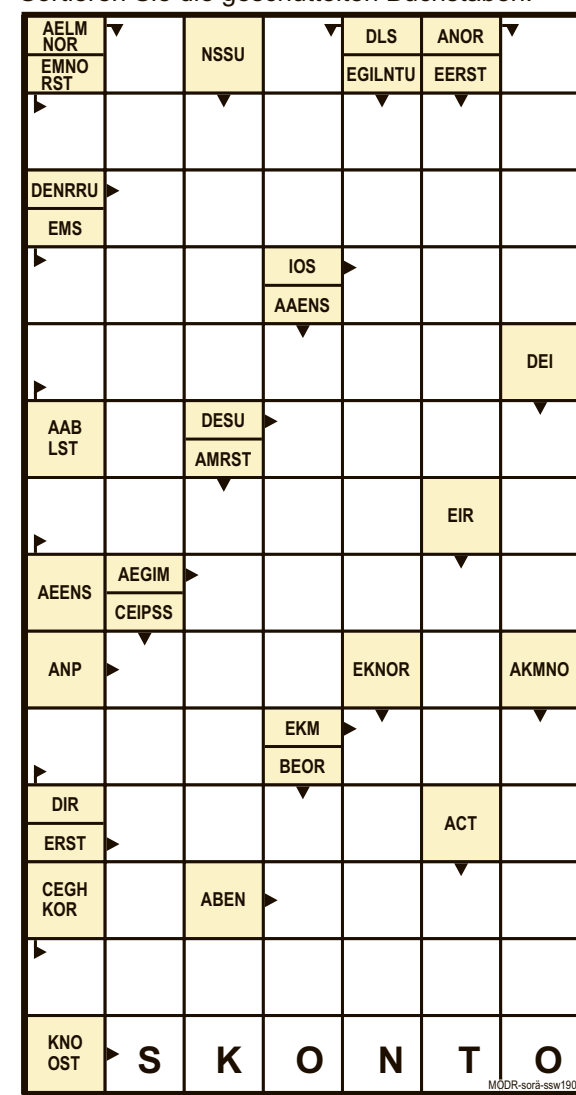 Sortieren Sie die geschüttelten Buchstaben.
AELM
NOR
NSSU
DLS
ANOR
EMNO
RST
EGILNTU
EERST
DENRRU
EMS
IOS
AAENS
DEI
AAB
LST
DESU
AMRST
EIR
AEENS
AEGIM
CEIPSS
ANP
EKNOR
AKMNO
EKM
BEOR
DIR
ERST
ACT
CEGH
KOR
ABEN
KNO
OST
S K O N T O
MODR-sorä-ssw190